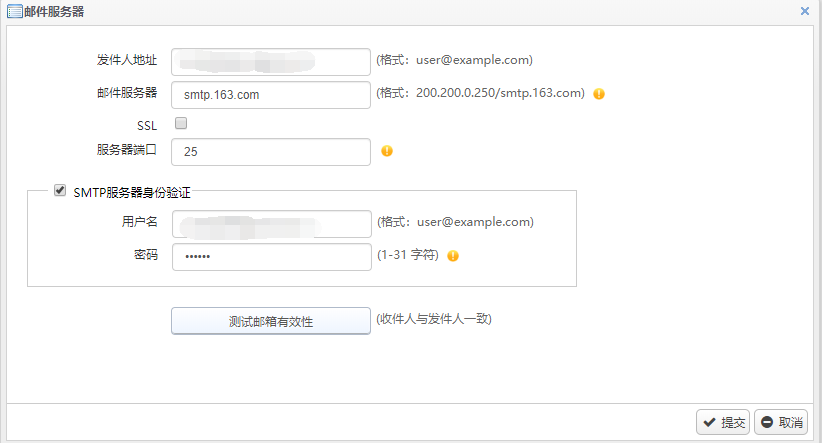 邮件服务器
发件人地址 (格式：user@example.com)
邮件服务器 smtp.163.com (格式：200.200.0.250/smtp.163.com)
SSL
服务器端口 25
SMTP服务器身份验证
用户名 (格式：user@example.com)
密码 •••••• (1-31 字符)
测试邮箱有效性 (收件人与发件人一致)
提交 取消